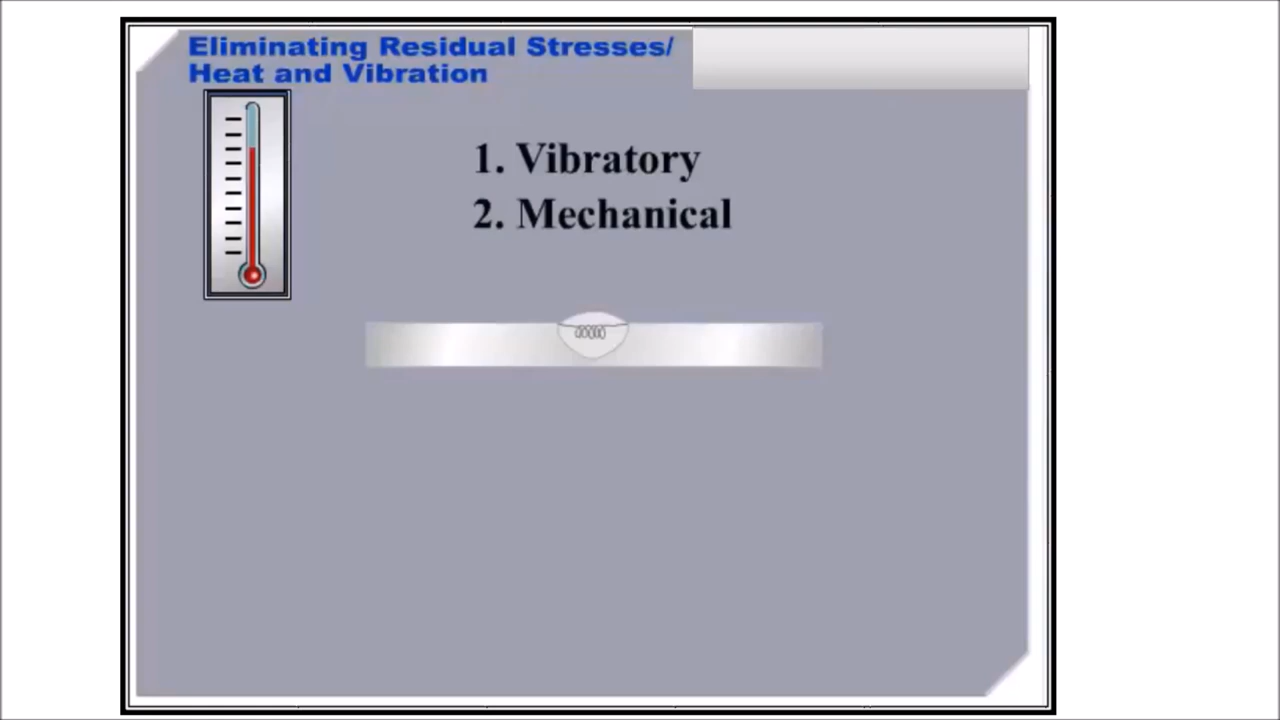 Eliminating Residual Stresses/
Heat and Vibration
1. Vibratory
2. Mechanical